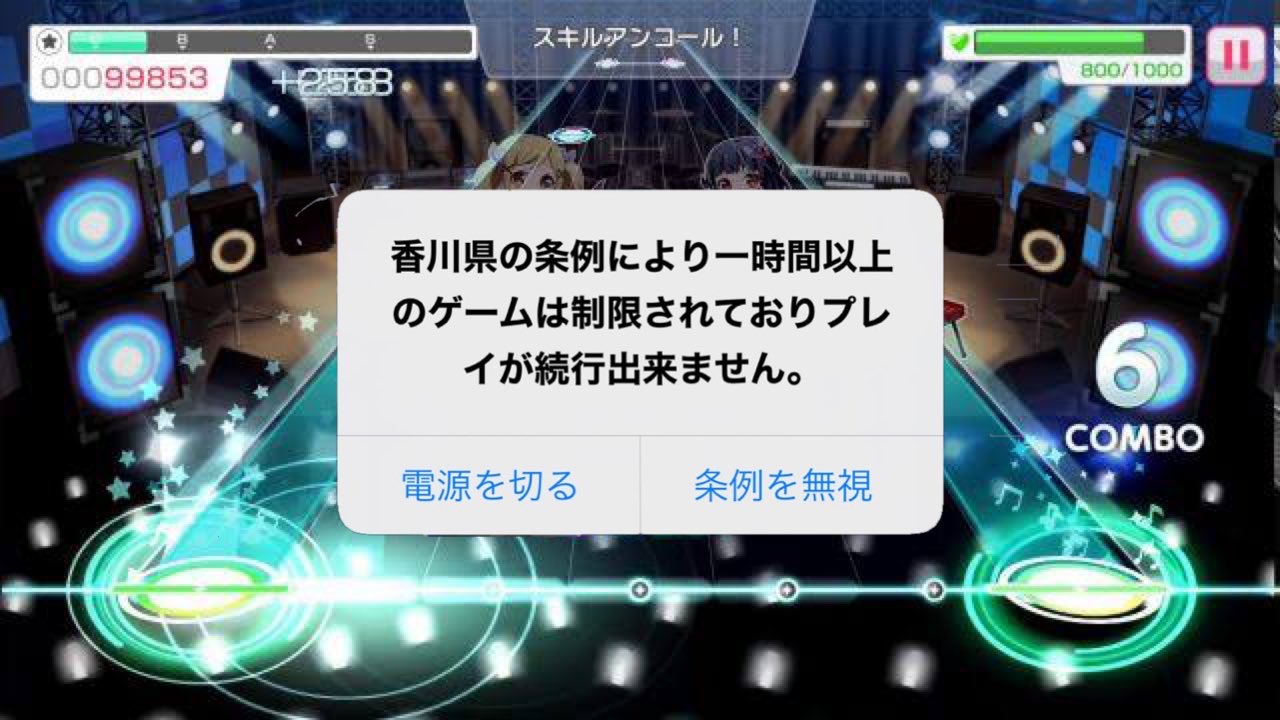 スキルアンコール！
C B A S
00099853
+2583
800/1000
香川県の条例により一時間以上
のゲームは制限されておりプレ
イが続行出来ません。
電源を切る
条例を無視
6
COMBO